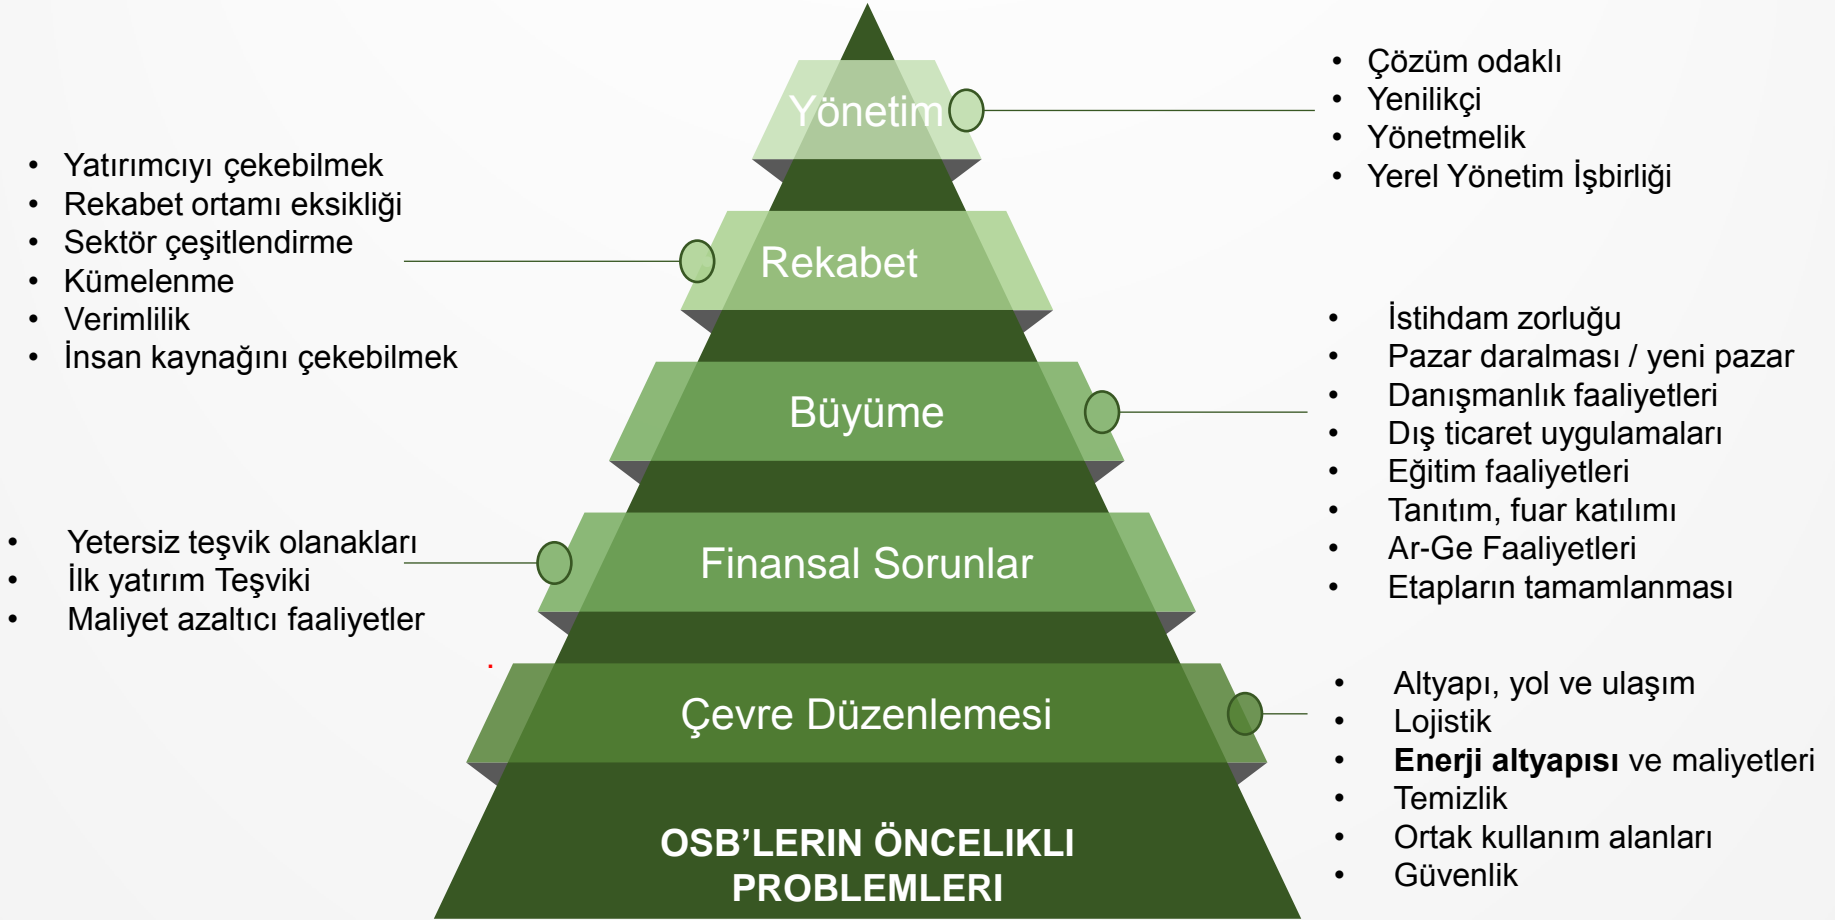 Yönetim
• Çözüm odaklı
• Yenilikçi
• Yönetmelik
• Yerel Yönetim İşbirliği
• Yatırımcıyı çekebilmek
• Rekabet ortamı eksikliği
• Sektör çeşitlendirme
• Kümelenme
• Verimlilik
• İnsan kaynağını çekebilmek
Rekabet
Büyüme
• İstihdam zorluğu
• Pazar daralması / yeni pazar
• Danışmanlık faaliyetleri
• Dış ticaret uygulamaları
• Eğitim faaliyetleri
• Tanıtım, fuar katılımı
• Ar-Ge Faaliyetleri
• Etapların tamamlanması
• Yetersiz teşvik olanakları
• İlk yatırım Teşviki
• Maliyet azaltıcı faaliyetler
Finansal Sorunlar
.
Çevre Düzenlemesi
• Altyapı, yol ve ulaşım
• Lojistik
• Enerji altyapısı ve maliyetleri
• Temizlik
• Ortak kullanım alanları
• Güvenlik
OSB’LERIN ÖNCELIKLI
PROBLEMLERI